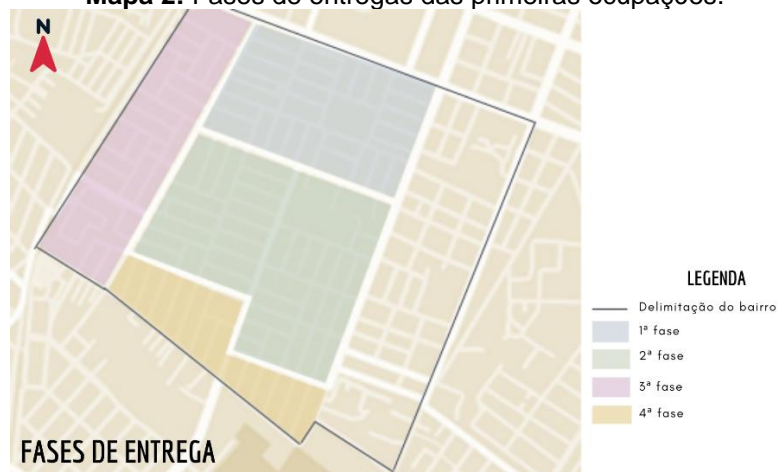 Mapa 2: Fases de entregas das primeiras ocupações.
N
LEGENDA
Delimitação do bairro
1ª fase
2ª fase
3ª fase
4ª fase
FASES DE ENTREGA